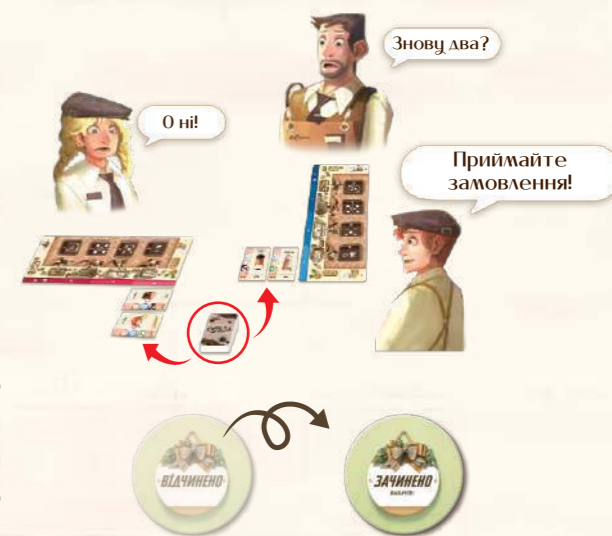 Знову два?
О ні!
Приймайте
замовлення!
ВІДЧИНЕНО
ЗАЧИНЕНО